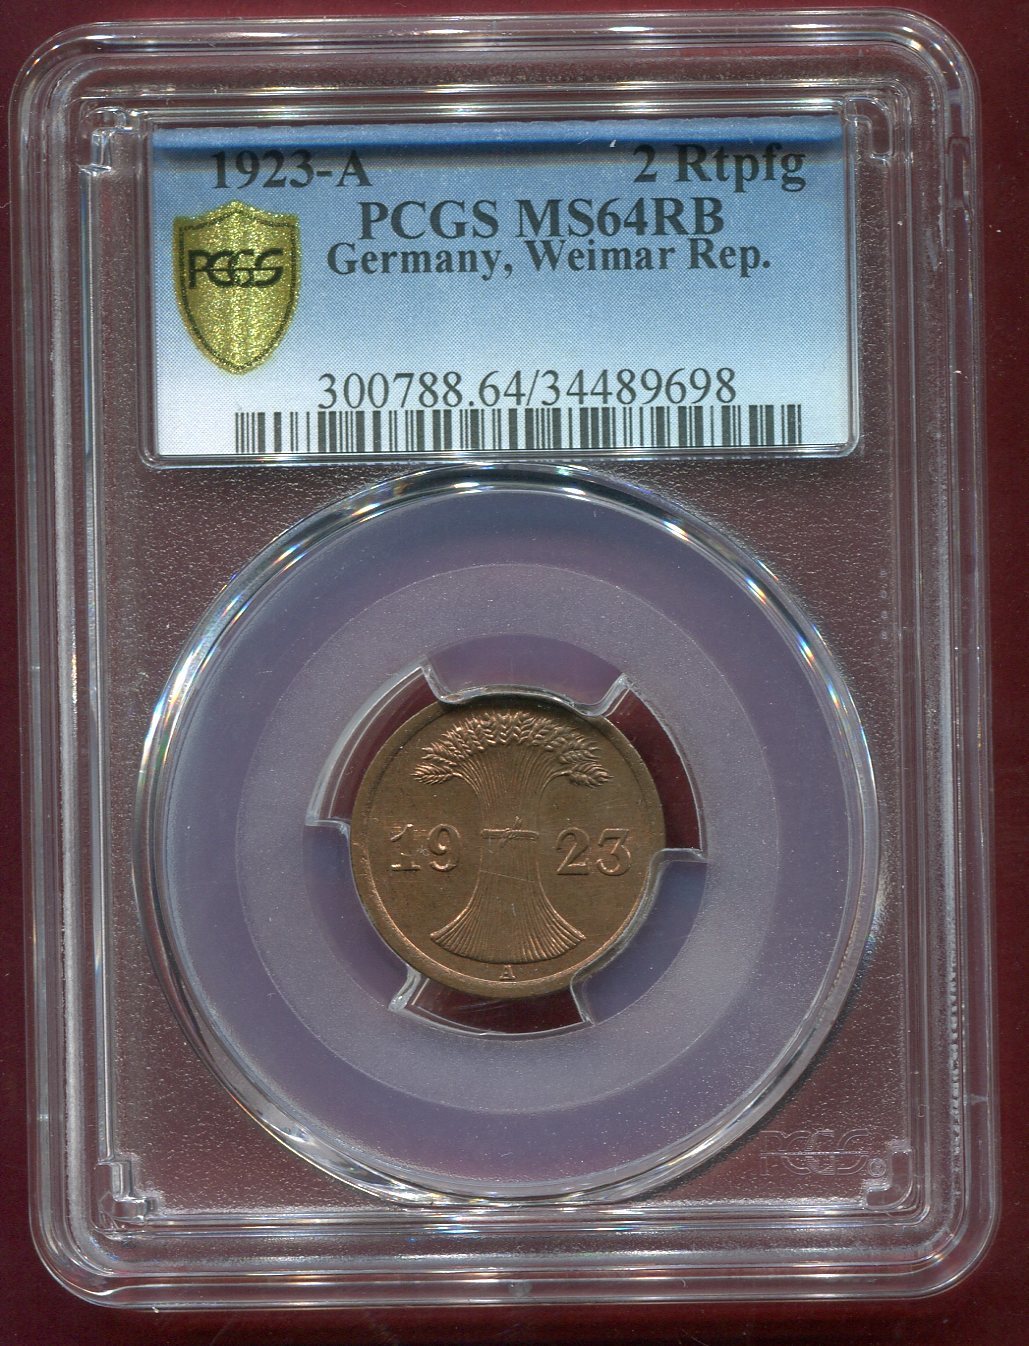 1923-A 2 Rtpfg
PCGS MS64RB
Germany, Weimar Rep.
PCGS
300788.64/34489698
19 23
A
PCGS©